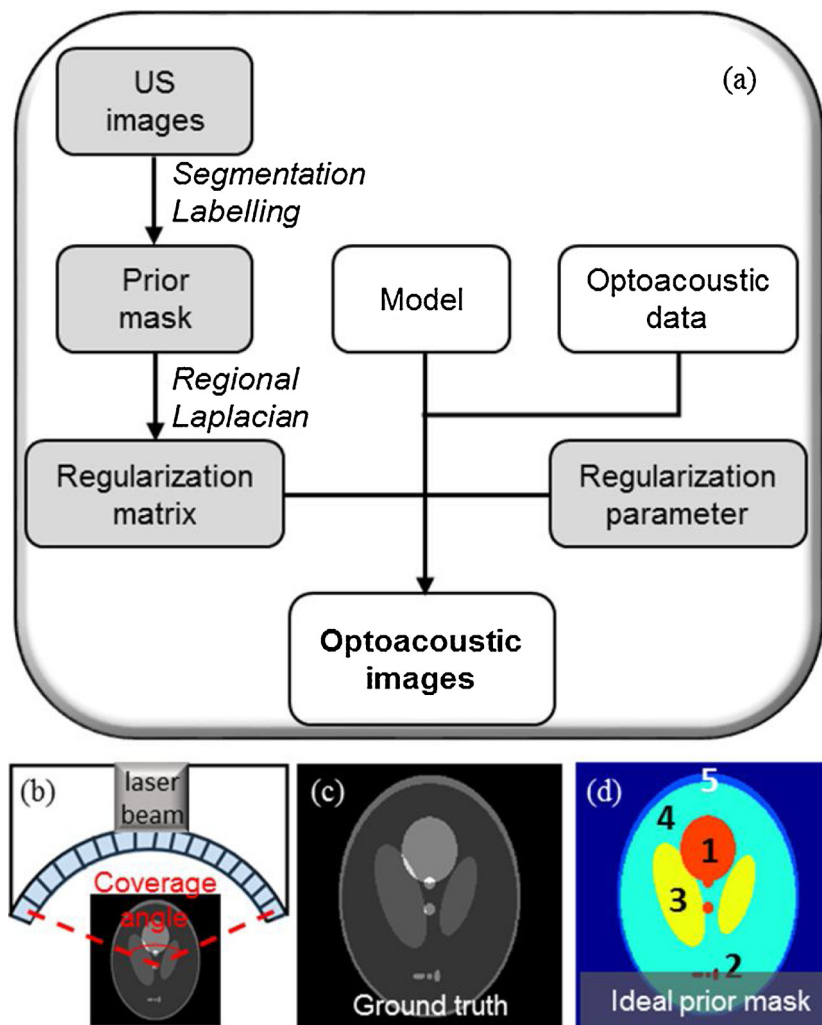 (a)
US
images
Segmentation
Labelling
Prior
mask
Model
Optoacoustic
data
Regional
Laplacian
Regularization
matrix
Regularization
parameter
Optoacoustic
images
(b)
laser
beam
Coverage
angle
(c)
Ground truth
(d)
5
4
1
3
2
Ideal prior mask